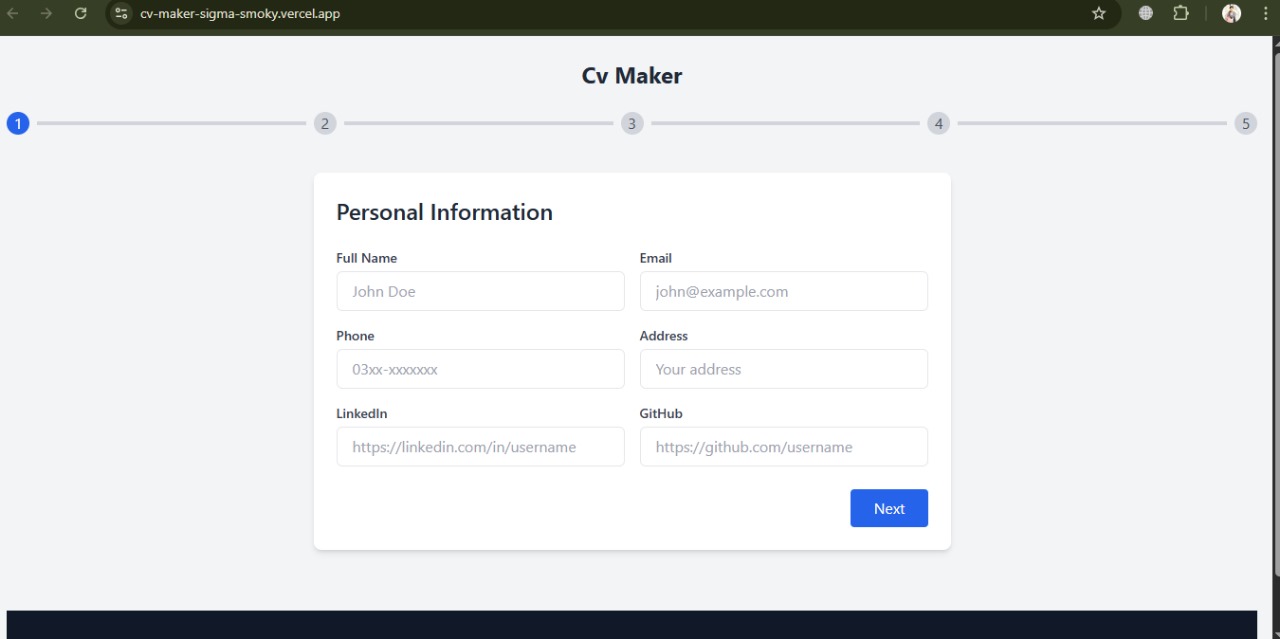 cv-maker-sigma-smoky.vercel.app
Cv Maker
1 2 3 4 5
Personal Information
Full Name Email
John Doe john@example.com
Phone Address
03xx-xxxxxxx Your address
LinkedIn GitHub
https://linkedin.com/in/username https://github.com/username
Next